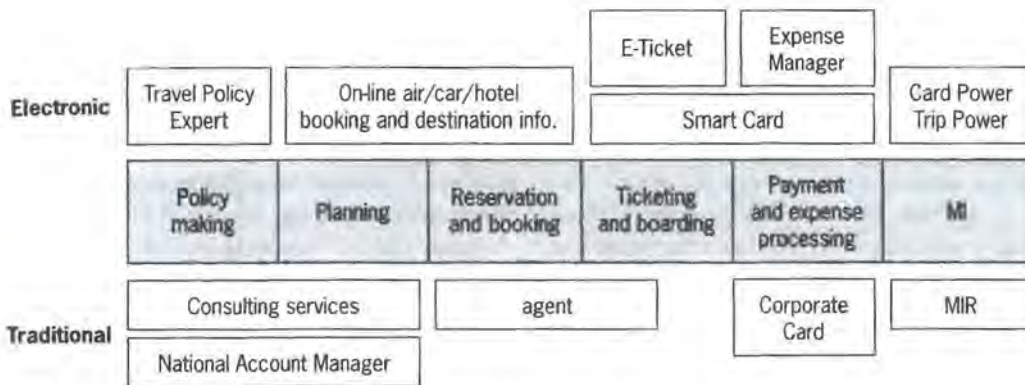 E-Ticket
Expense
Manager
Electronic
Travel Policy
Expert
On-line air/car/hotel
booking and destination info.
Smart Card
Card Power
Trip Power
Policy
making
Planning
Reservation
and booking
Ticketing
and boarding
Payment
and expense
processing
MI
Traditional
Consulting services
agent
Corporate
Card
MIR
National Account Manager